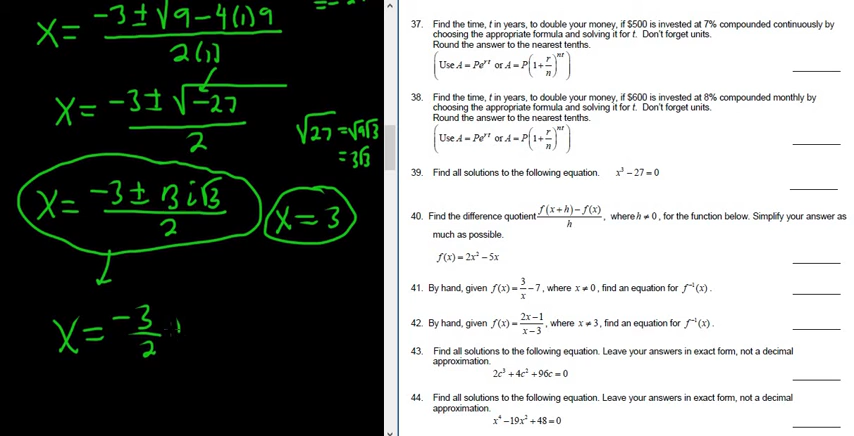 x = (-3 ± √9 - 4(1)9) / 2(1)
x = (-3 ± √-27) / 2
√27 = √9√3
= 3√3
x = (-3 ± 3i√3) / 2
x = 3
x = -3/2
37. Find the time, t in years, to double your money, if $500 is invested at 7% compounded continuously by
choosing the appropriate formula and solving it for t. Don't forget units.
Round the answer to the nearest tenths.
(Use A = Pe^(rt) or A = P(1 + r/n)^(nt))
38. Find the time, t in years, to double your money, if $600 is invested at 8% compounded monthly by
choosing the appropriate formula and solving it for t. Don't forget units.
Round the answer to the nearest tenths.
(Use A = Pe^(rt) or A = P(1 + r/n)^(nt))
39. Find all solutions to the following equation. x³ - 27 = 0
40. Find the difference quotient (f(x + h) - f(x)) / h, where h ≠ 0, for the function below. Simplify your answer as
much as possible.
f(x) = 2x² - 5x
41. By hand, given f(x) = 3/x - 7, where x ≠ 0, find an equation for f⁻¹(x).
42. By hand, given f(x) = (2x - 1)/(x - 3), where x ≠ 3, find an equation for f⁻¹(x).
43. Find all solutions to the following equation. Leave your answers in exact form, not a decimal
approximation.
2c³ + 4c² + 96c = 0
44. Find all solutions to the following equation. Leave your answers in exact form, not a decimal
approximation.
x⁴ - 19x² + 48 = 0